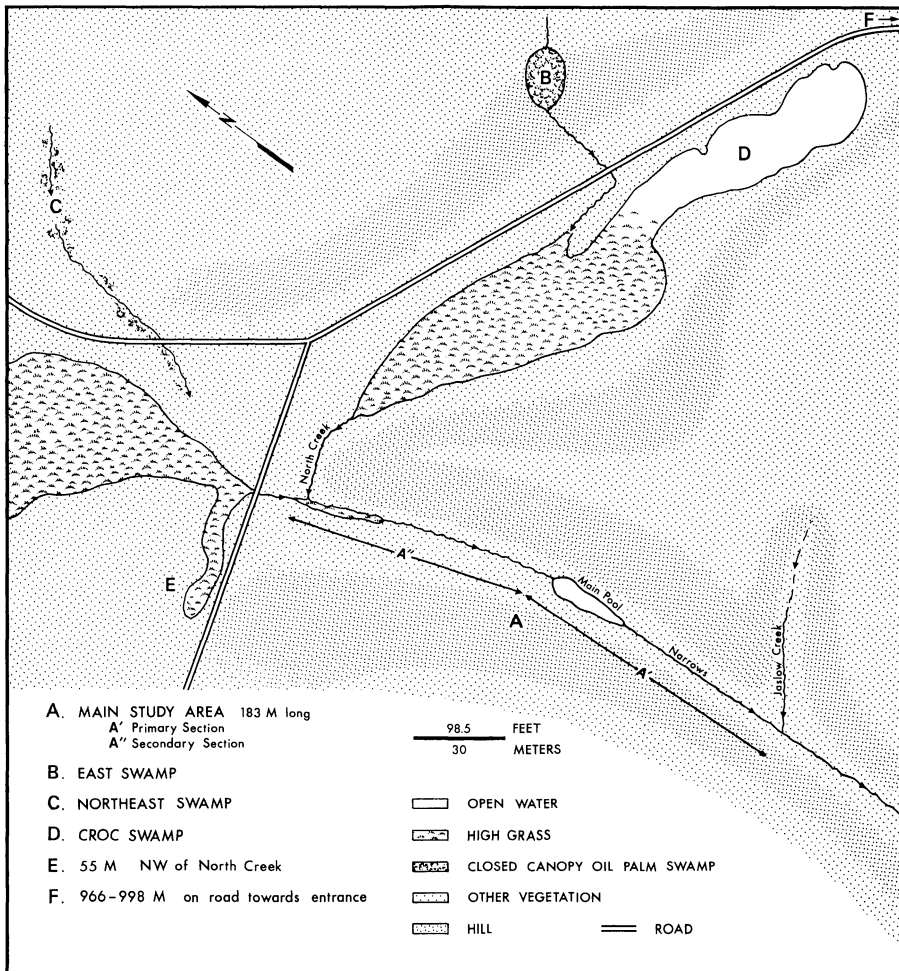 F
B
N
D
C
North Creek
E
A"
Main Pool
A
Narrows
A'
Jaslow Creek
A. MAIN STUDY AREA 183 M long
A' Primary Section
A" Secondary Section
B. EAST SWAMP
C. NORTHEAST SWAMP
D. CROC SWAMP
E. 55 M NW of North Creek
F. 966-998 M on road towards entrance
98.5 FEET
30 METERS
OPEN WATER
HIGH GRASS
CLOSED CANOPY OIL PALM SWAMP
OTHER VEGETATION
HILL
ROAD